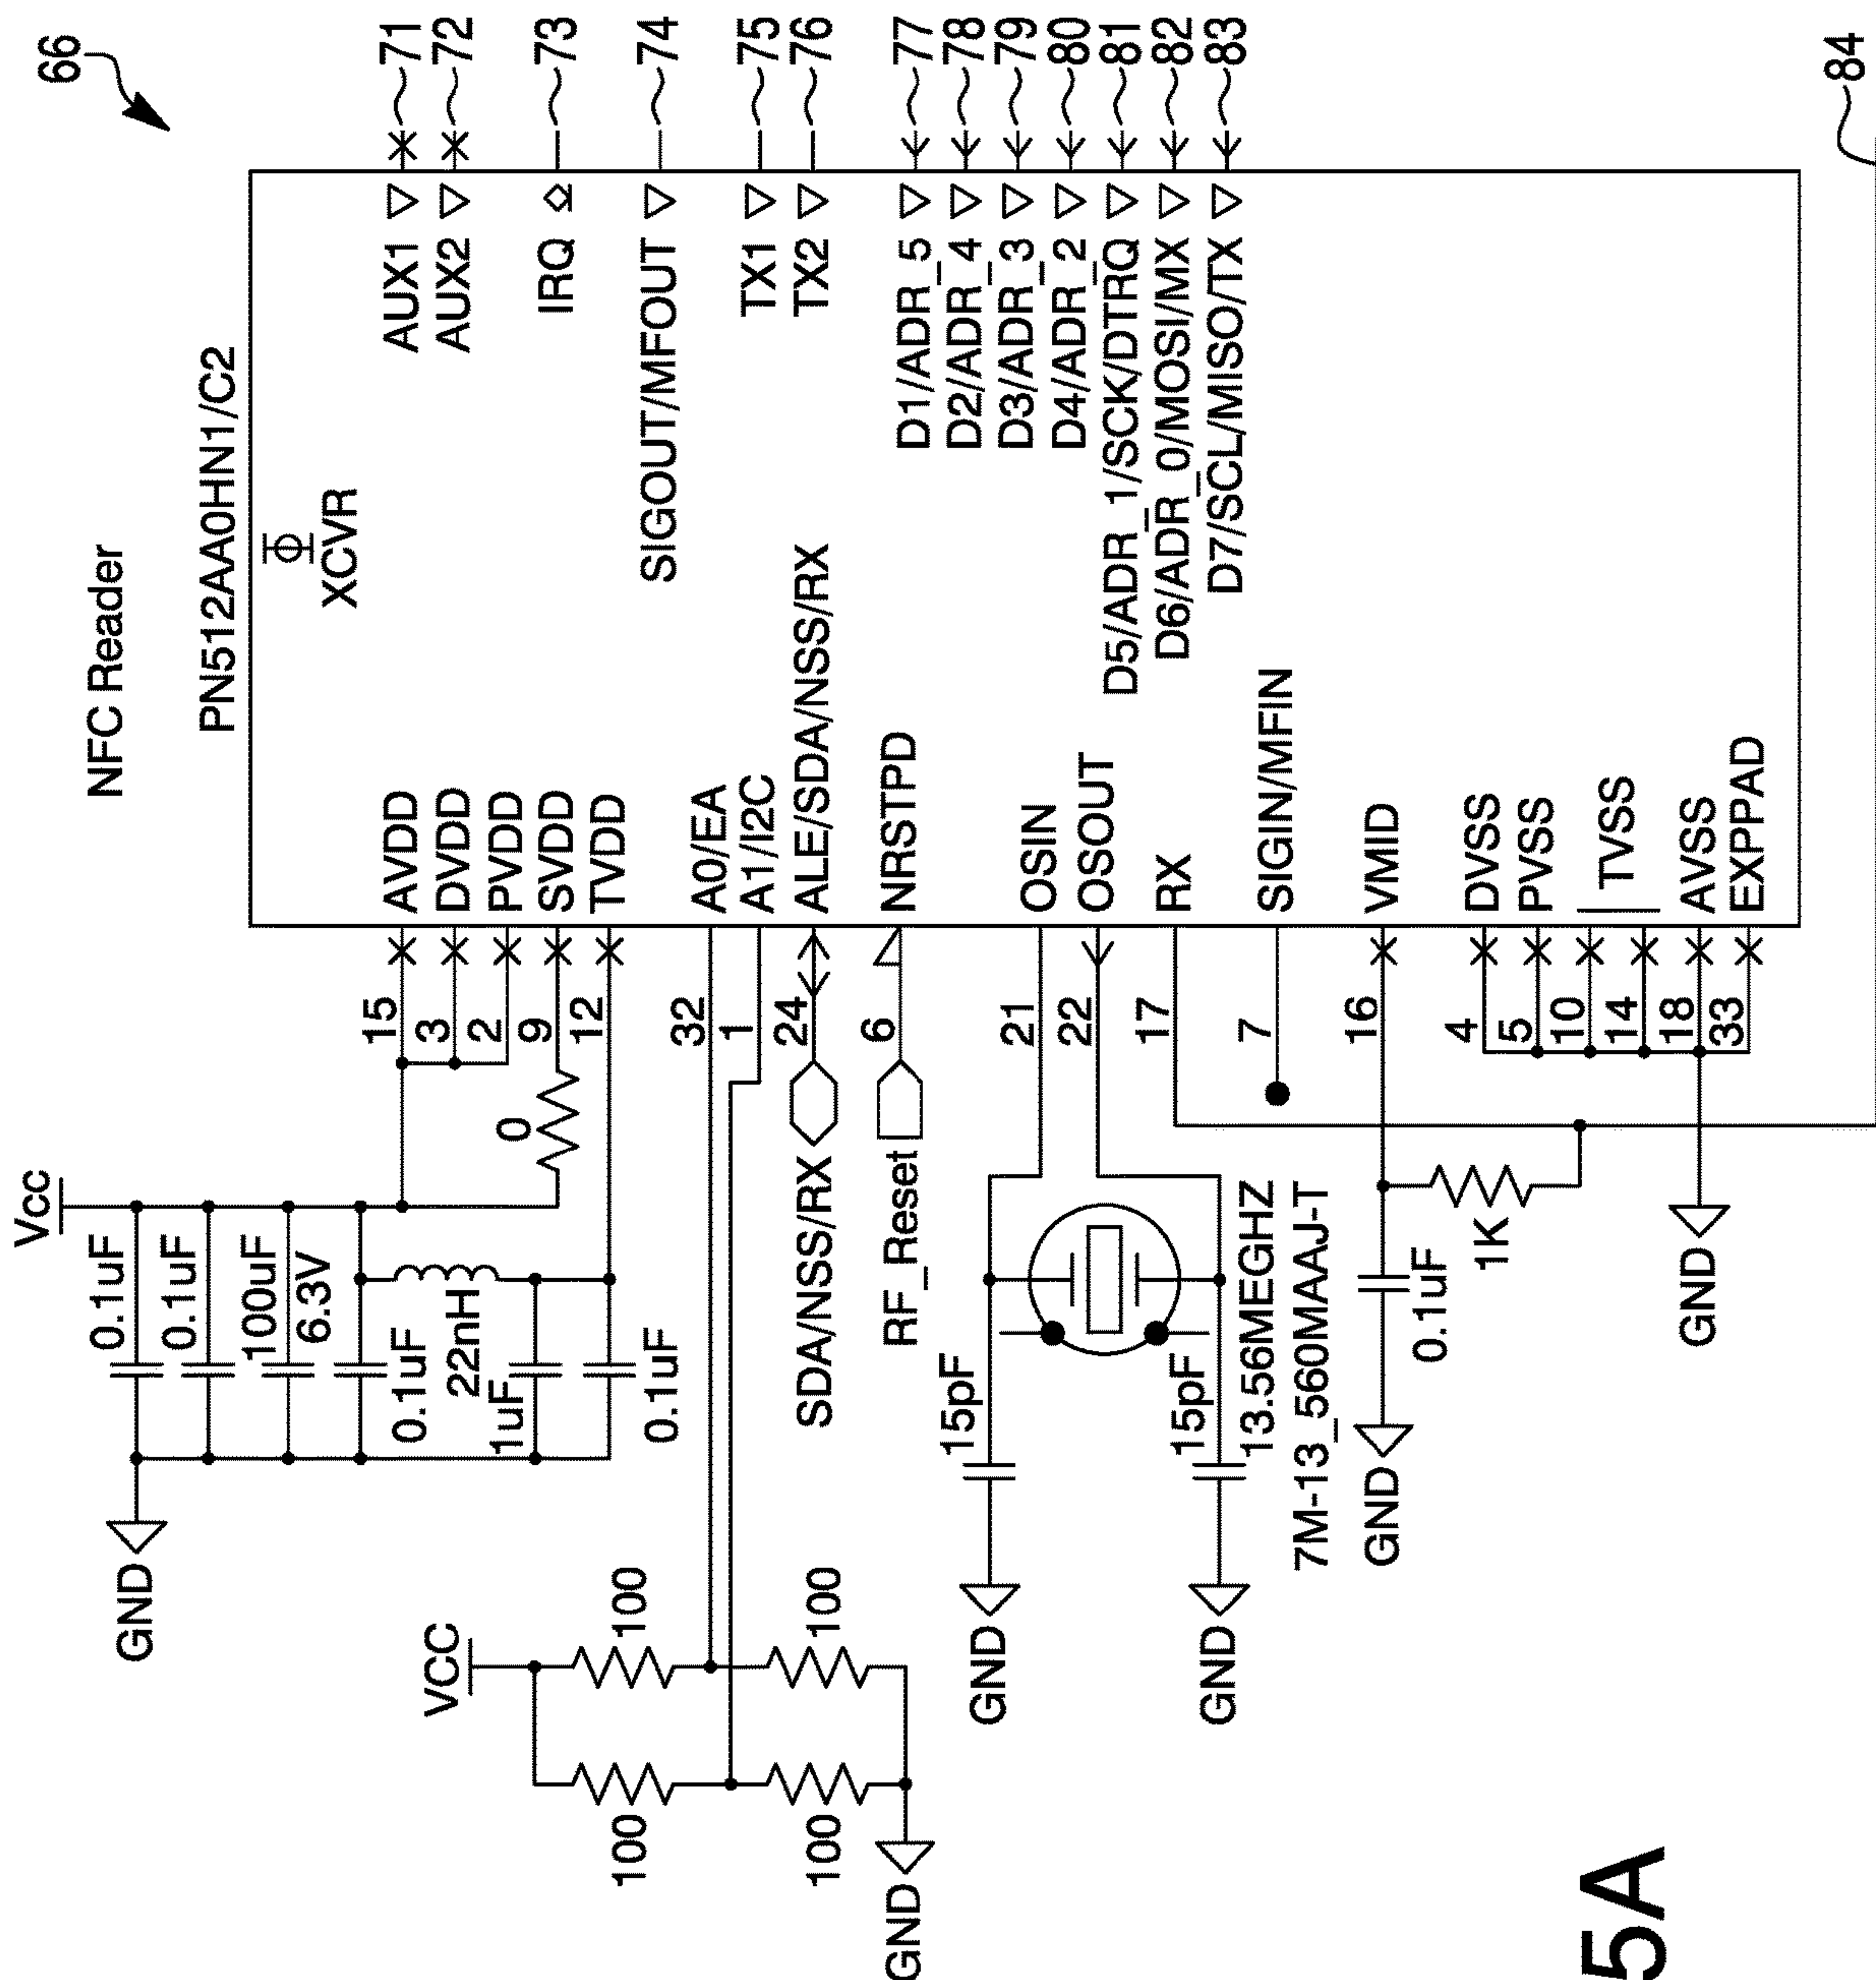 66
NFC Reader
PN512AA0HN1/C2
XCVR
AVDD
DVDD
PVDD
SVDD
TVDD
A0/EA
A1/I2C
ALE/SDA/NSS/RX
NRSTPD
OSIN
OSOUT
RX
SIGIN/MFIN
VMID
DVSS
PVSS
TVSS
AVSS
EXPPAD
AUX1
AUX2
IRQ
SIGOUT/MFOUT
TX1
TX2
D1/ADR_5
D2/ADR_4
D3/ADR_3
D4/ADR_2
D5/ADR_1/SCK/DTRQ
D6/ADR_0/MOSI/MX
D7/SCL/MISO/TX
71
72
73
74
75
76
77
78
79
80
81
82
83
84
15
3
2
9
12
32
1
24
6
21
22
17
7
16
4
5
10
14
18
33
Vcc
0.1uF
0.1uF
100uF
6.3V
0.1uF
22nH
1uF
0.1uF
0
GND
VCC
100
100
100
100
GND
SDA/NSS/RX
RF_Reset
15pF
15pF
GND
GND
13.56MEGHZ
7M-13_560MAAJ-T
0.1uF
GND
1K
GND
5A